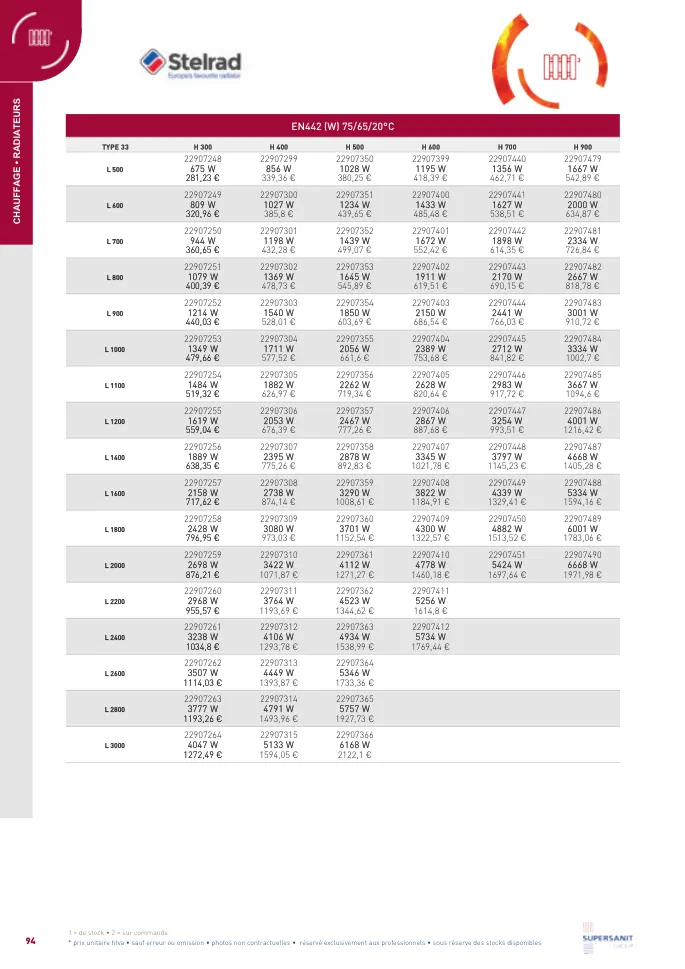 CHAUFFAGE • RADIATEURS
Stelrad
Europe's favourite radiator
EN442 (W) 75/65/20°C
TYPE 33 H 300 H 400 H 500 H 600 H 700 H 900
22907248 22907299 22907350 22907399 22907440 22907479
L 500 675 W 856 W 1028 W 1195 W 1356 W 1667 W
281,23 € 339,36 € 380,25 € 418,39 € 462,71 € 542,89 €
22907249 22907300 22907351 22907400 22907441 22907480
L 600 809 W 1027 W 1234 W 1433 W 1627 W 2000 W
320,96 € 385,8 € 439,65 € 485,48 € 538,51 € 634,87 €
22907250 22907301 22907352 22907401 22907442 22907481
L 700 944 W 1198 W 1439 W 1672 W 1898 W 2334 W
360,65 € 432,28 € 499,07 € 552,42 € 614,35 € 726,84 €
22907251 22907302 22907353 22907402 22907443 22907482
L 800 1079 W 1369 W 1645 W 1911 W 2170 W 2667 W
400,39 € 478,73 € 545,89 € 619,51 € 690,15 € 818,78 €
22907252 22907303 22907354 22907403 22907444 22907483
L 900 1214 W 1540 W 1850 W 2150 W 2441 W 3001 W
440,03 € 528,01 € 603,69 € 686,54 € 766,03 € 910,72 €
22907253 22907304 22907355 22907404 22907445 22907484
L 1000 1349 W 1711 W 2056 W 2389 W 2712 W 3334 W
479,66 € 577,52 € 661,6 € 753,68 € 841,82 € 1002,7 €
22907254 22907305 22907356 22907405 22907446 22907485
L 1100 1484 W 1882 W 2262 W 2628 W 2983 W 3667 W
519,32 € 626,97 € 719,34 € 820,64 € 917,72 € 1094,6 €
22907255 22907306 22907357 22907406 22907447 22907486
L 1200 1619 W 2053 W 2467 W 2867 W 3254 W 4001 W
559,04 € 676,39 € 777,26 € 887,68 € 993,51 € 1216,42 €
22907256 22907307 22907358 22907407 22907448 22907487
L 1400 1889 W 2395 W 2878 W 3345 W 3797 W 4668 W
638,35 € 775,26 € 892,83 € 1021,78 € 1145,23 € 1405,28 €
22907257 22907308 22907359 22907408 22907449 22907488
L 1600 2158 W 2738 W 3290 W 3822 W 4339 W 5334 W
717,62 € 874,14 € 1008,61 € 1184,91 € 1329,41 € 1594,16 €
22907258 22907309 22907360 22907409 22907450 22907489
L 1800 2428 W 3080 W 3701 W 4300 W 4882 W 6001 W
796,95 € 973,03 € 1152,54 € 1322,57 € 1513,52 € 1783,06 €
22907259 22907310 22907361 22907410 22907451 22907490
L 2000 2698 W 3422 W 4112 W 4778 W 5424 W 6668 W
876,21 € 1071,87 € 1271,27 € 1460,18 € 1697,64 € 1971,98 €
22907260 22907311 22907362 22907411
L 2200 2968 W 3764 W 4523 W 5256 W
955,57 € 1193,69 € 1344,62 € 1614,8 €
22907261 22907312 22907363 22907412
L 2400 3238 W 4106 W 4934 W 5734 W
1034,8 € 1293,78 € 1538,99 € 1769,44 €
22907262 22907313 22907364
L 2600 3507 W 4449 W 5346 W
1114,03 € 1393,87 € 1733,36 €
22907263 22907314 22907365
L 2800 3777 W 4791 W 5757 W
1193,26 € 1493,96 € 1927,73 €
22907264 22907315 22907366
L 3000 4047 W 5133 W 6168 W
1272,49 € 1594,05 € 2122,1 €
1 = de stock • 2 = sur commande
94 * prix unitaire htva • sauf erreur ou omission • photos non contractuelles • réservé exclusivement aux professionnels • sous réserve des stocks disponibles
SUPERSANIT
GROUP